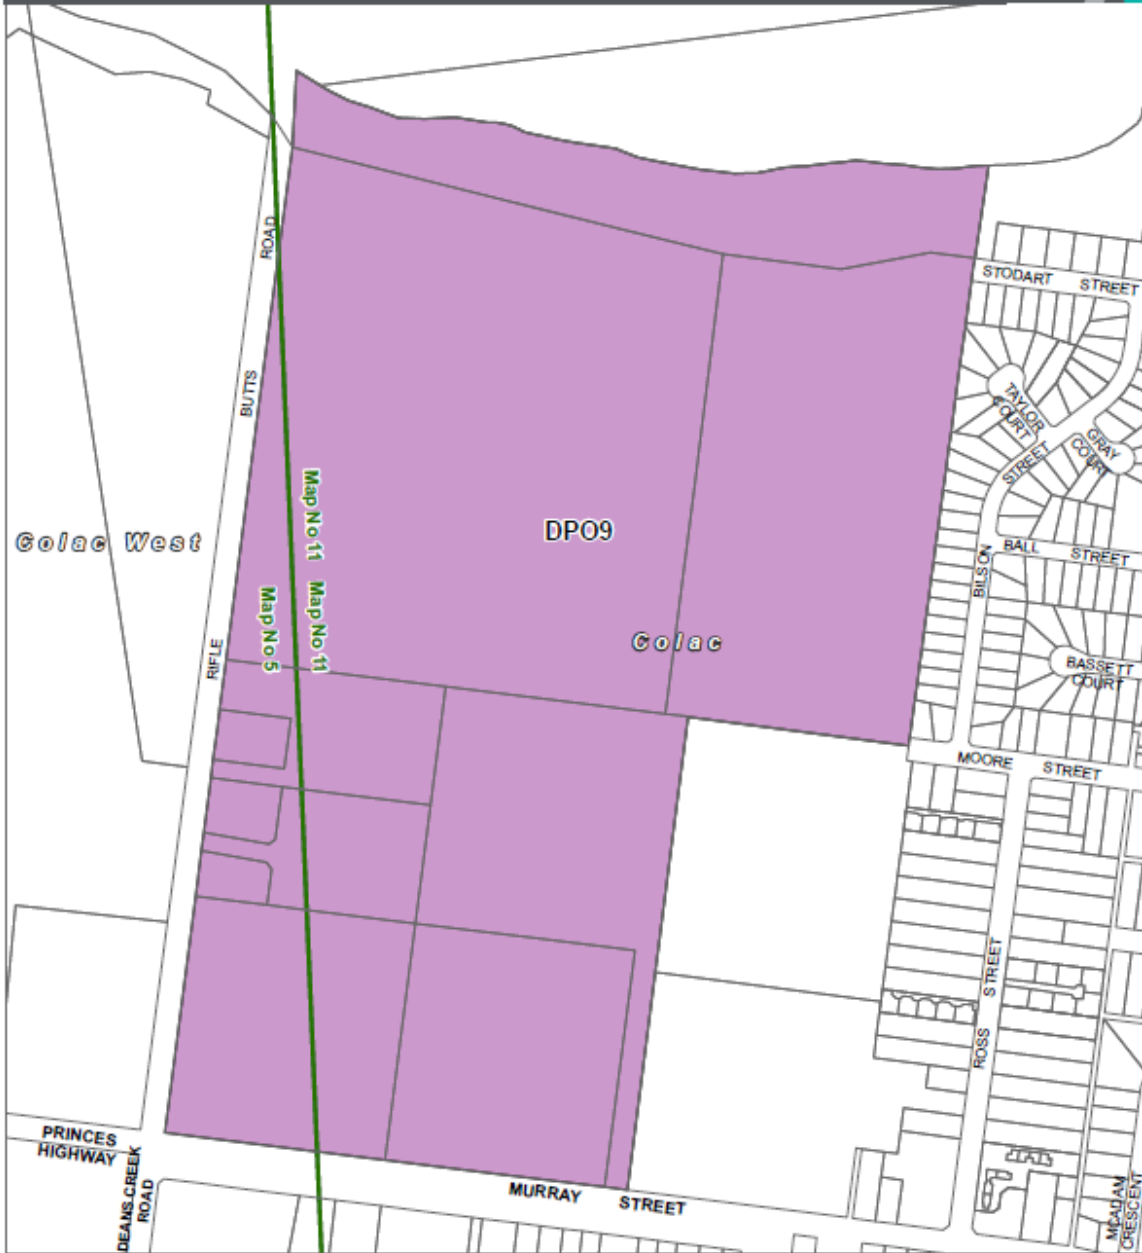 STODART STREET
ROAD
TAYLOR
COURT
BUTTS
GRAY
COURT
STREET
Map No 11
DPO9
Colac West
BALL STREET
BILSON
Map No 5
Map No 11
Colac
RIFLE
BASSETT
COURT
MOORE STREET
STREET
ROSS
PRINCES
HIGHWAY
DEANS CREEK
ROAD
MURRAY STREET
MCADAM
CRESCENT